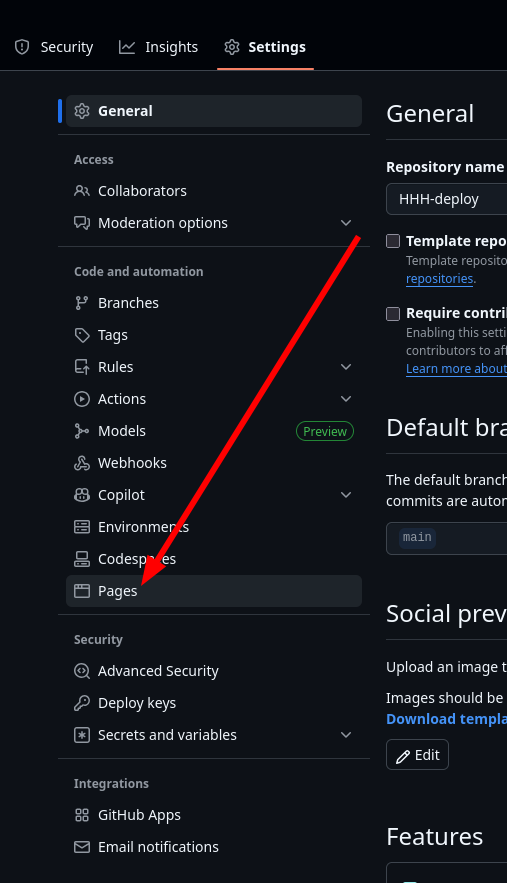 Security Insights Settings
General
Access
Collaborators
Moderation options
Code and automation
Branches
Tags
Rules
Actions
Models Preview
Webhooks
Copilot
Environments
Codespaces
Pages
Security
Advanced Security
Deploy keys
Secrets and variables
Integrations
GitHub Apps
Email notifications
General
Repository name
HHH-deploy
Template repo
Template reposito
repositories.
Require contri
Enabling this setti
contributors to aff
Learn more about
Default bra
The default branch
commits are auton
main
Social prev
Upload an image t
Images should be
Download templa
Edit
Features